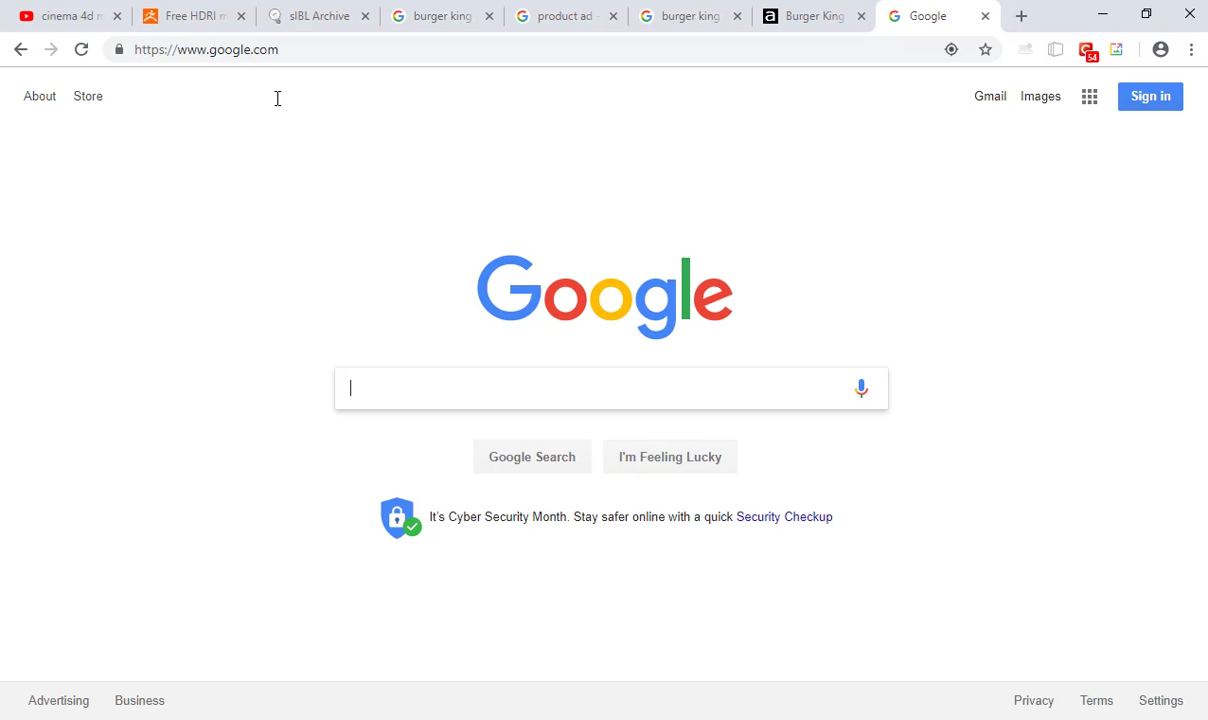 cinema 4d
Free HDRI
sIBL Archive
burger king
product ad
burger king
Burger King
Google
https://www.google.com
54
About
Store
Gmail
Images
Sign in
Google
Google Search
I'm Feeling Lucky
It's Cyber Security Month. Stay safer online with a quick Security Checkup
Advertising
Business
Privacy
Terms
Settings